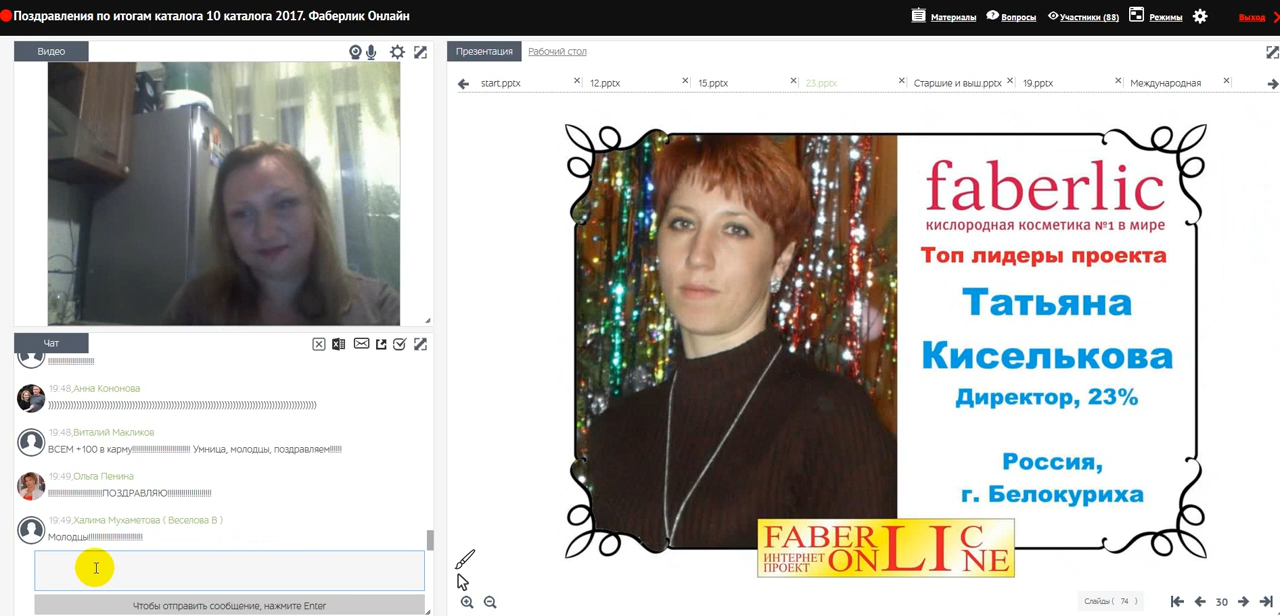 Поздравления по итогам каталога 10 каталога 2017. Фаберлик Онлайн
Материалы
Вопросы
Участники (88)
Режимы
Выход
Видео
Презентация
Рабочий стол
start.pptx
12.pptx
15.pptx
23.pptx
Старшие и выш.pptx
19.pptx
Международная
faberlic
кислородная косметика №1 в мире
Топ лидеры проекта
Татьяна
Киселькова
Директор, 23%
Россия,
г. Белокуриха
FABERLIC
ИНТЕРНЕТ ПРОЕКТ
ONLINE
Чат
19:48,Анна Кононова
19:48,Виталий Макликов
ВСЕМ +100 в карму!!!!!!!!!!!!!!!!!!!!!!!!!!!! Умница, молодцы, поздравляем!!!!!!
19:49,Ольга Пенина
!!!!!!!!!!!!!!!!!!!!!!!!!!ПОЗДРАВЛЯЮ!!!!!!!!!!!!!!!!!!!!!
19:49,Халима Мухаметова ( Веселова В )
Молодцы!!!!!!!!!!!!!!!!!!!!!!!!!!
Чтобы отправить сообщение, нажмите Enter
Слайды ( 74 )
30